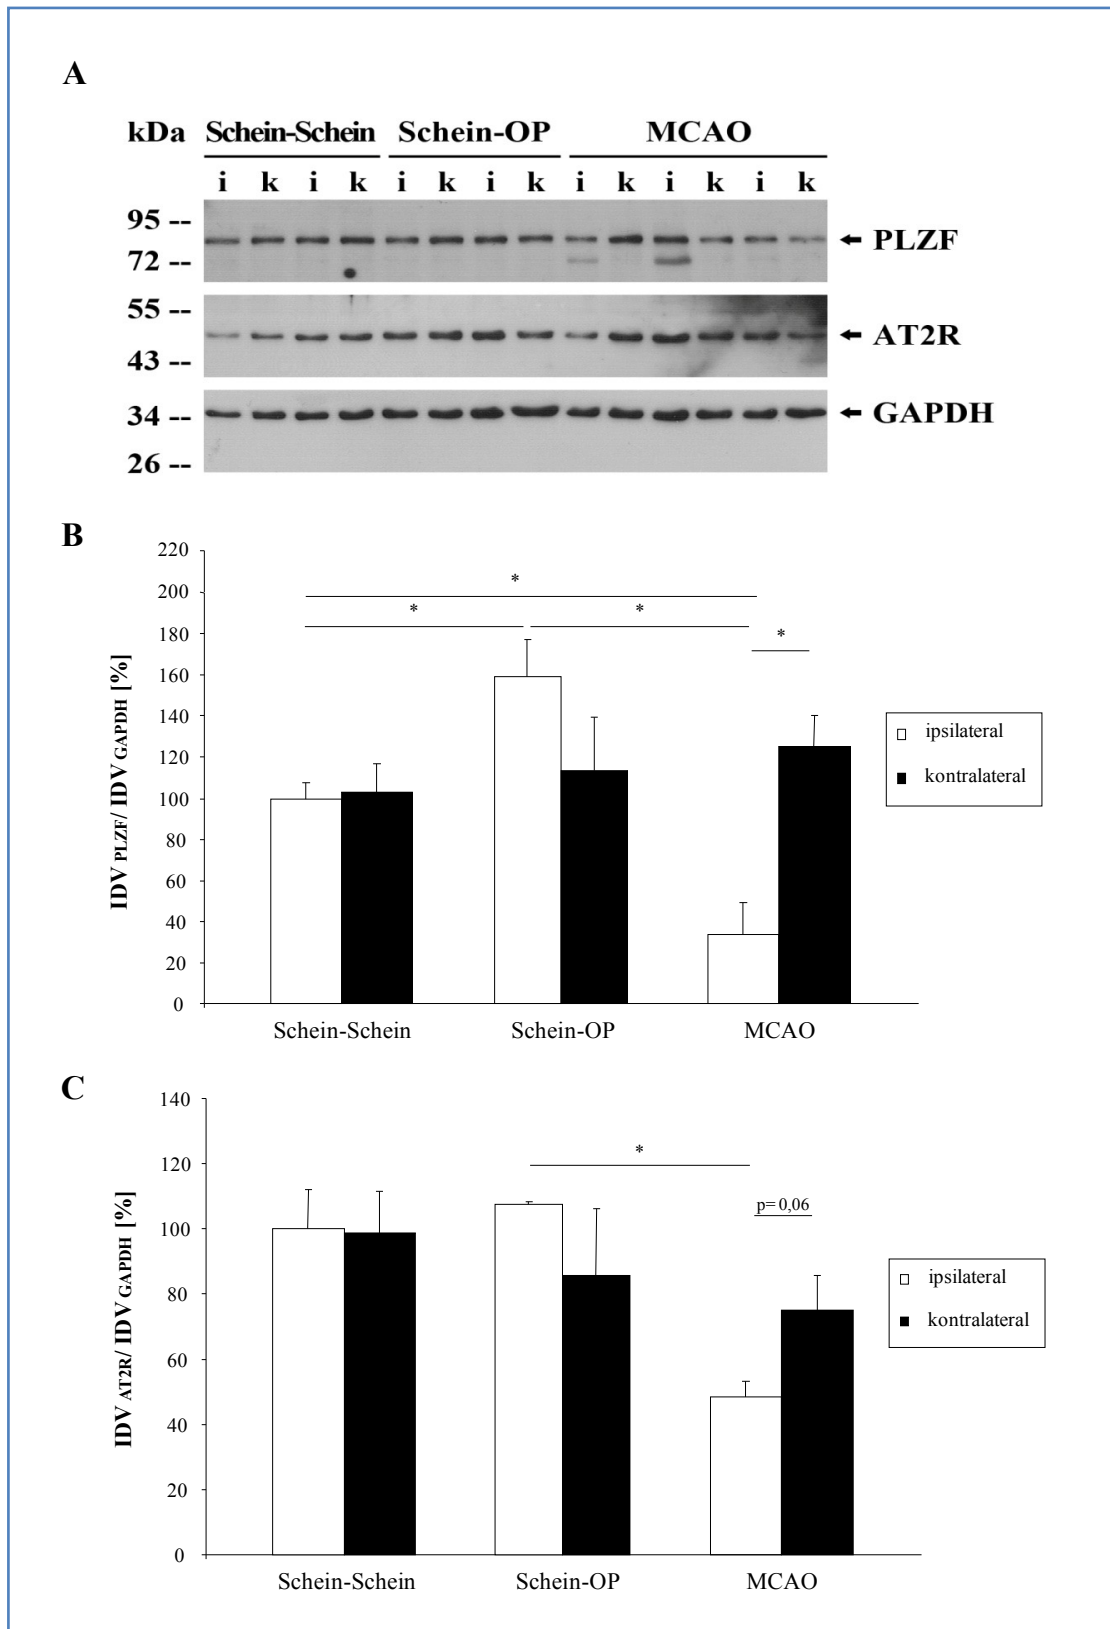 A
kDa Schein-Schein Schein-OP MCAO
i k i k i k i k i k i k i k
95 --
72 --
PLZF
55 --
43 --
AT2R
34 --
26 --
GAPDH
B
220
200
180
160
140
120
100
80
60
40
20
0
IDV PLZF/ IDV GAPDH [%]
*
*
*
*
ipsilateral
kontralateral
Schein-Schein Schein-OP MCAO
C
140
120
100
80
60
40
20
0
IDV AT2R/ IDV GAPDH [%]
*
p= 0,06
ipsilateral
kontralateral
Schein-Schein Schein-OP MCAO